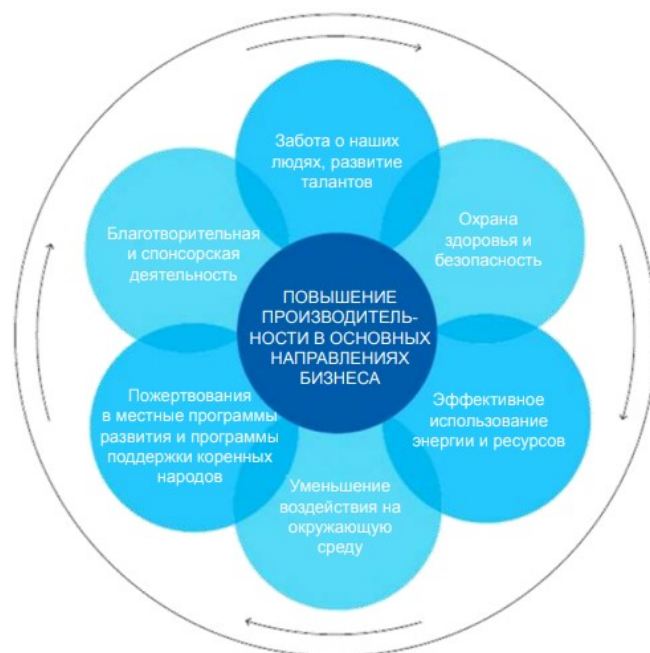 Забота о наших
людях, развитие
талантов
Охрана
здоровья и
безопасность
Эффективное
использование
энергии и ресурсов
Уменьшение
воздействия на
окружающую
среду
Пожертвования
в местные программы
развития и программы
поддержки коренных
народов
Благотворительная
и спонсорская
деятельность
ПОВЫШЕНИЕ
ПРОИЗВОДИТЕЛЬ-
НОСТИ В ОСНОВНЫХ
НАПРАВЛЕНИЯХ
БИЗНЕСА